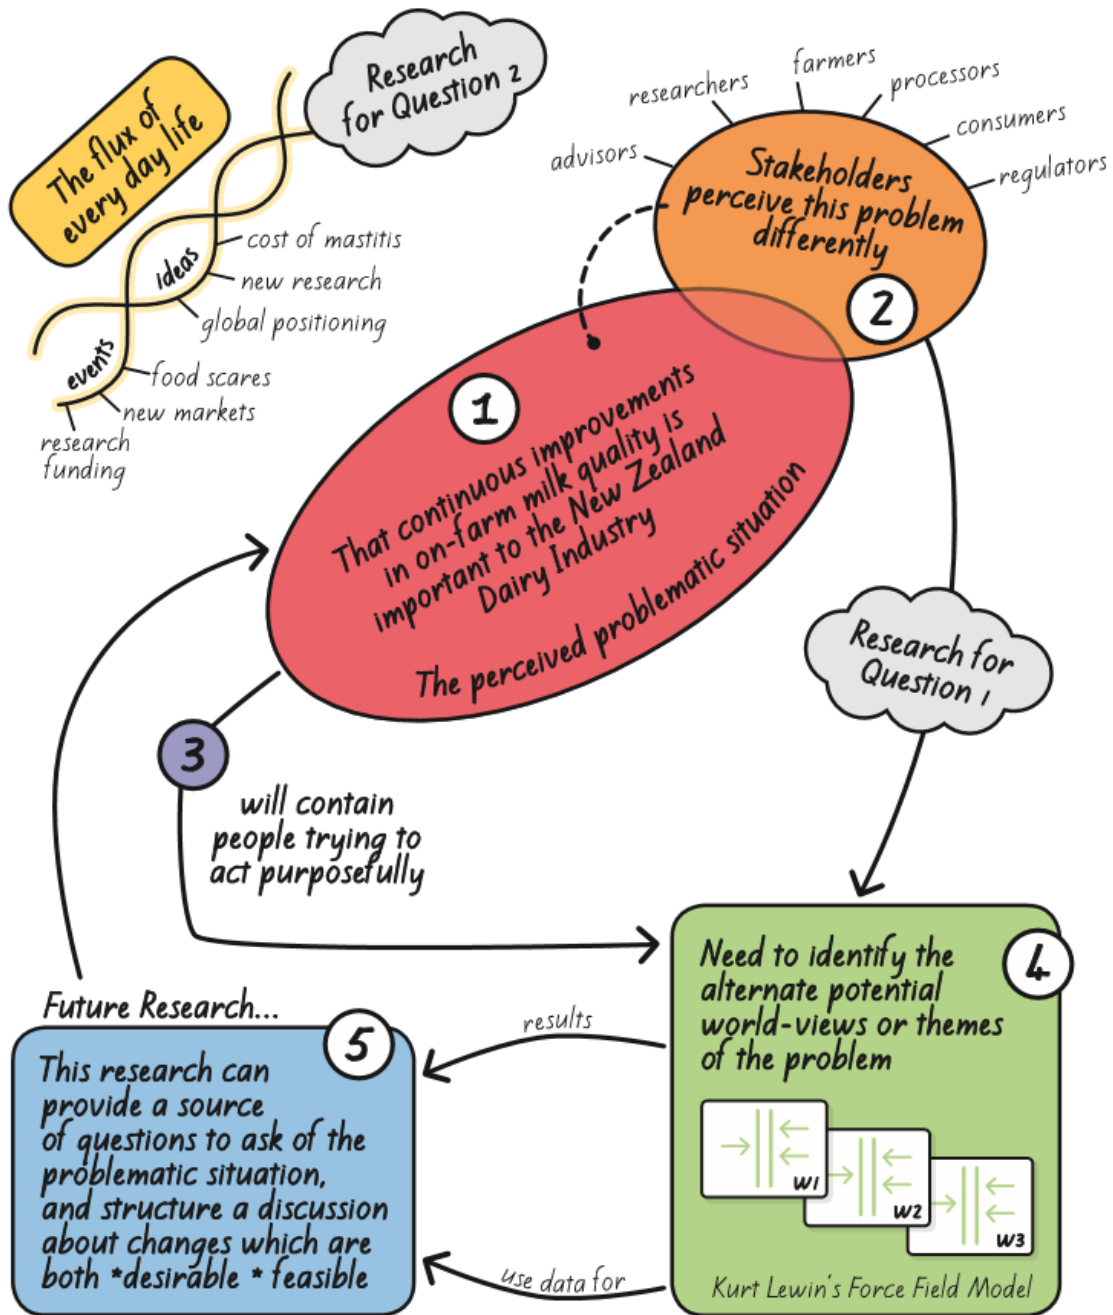 The flux of
every day life
Research
for Question 2
ideas
cost of mastitis
new research
global positioning
events
food scares
new markets
research
funding
advisors
researchers
farmers
processors
consumers
regulators
Stakeholders
perceive this problem
differently
2
1
That continuous improvements
in on-farm milk quality is
important to the New Zealand
Dairy Industry
The perceived problematic situation
Research for
Question 1
3
will contain
people trying to
act purposefully
4
Need to identify the
alternate potential
world-views or themes
of the problem
W1
W2
W3
Kurt Lewin's Force Field Model
results
use data for
Future Research...
5
This research can
provide a source
of questions to ask of the
problematic situation,
and structure a discussion
about changes which are
both *desirable * feasible